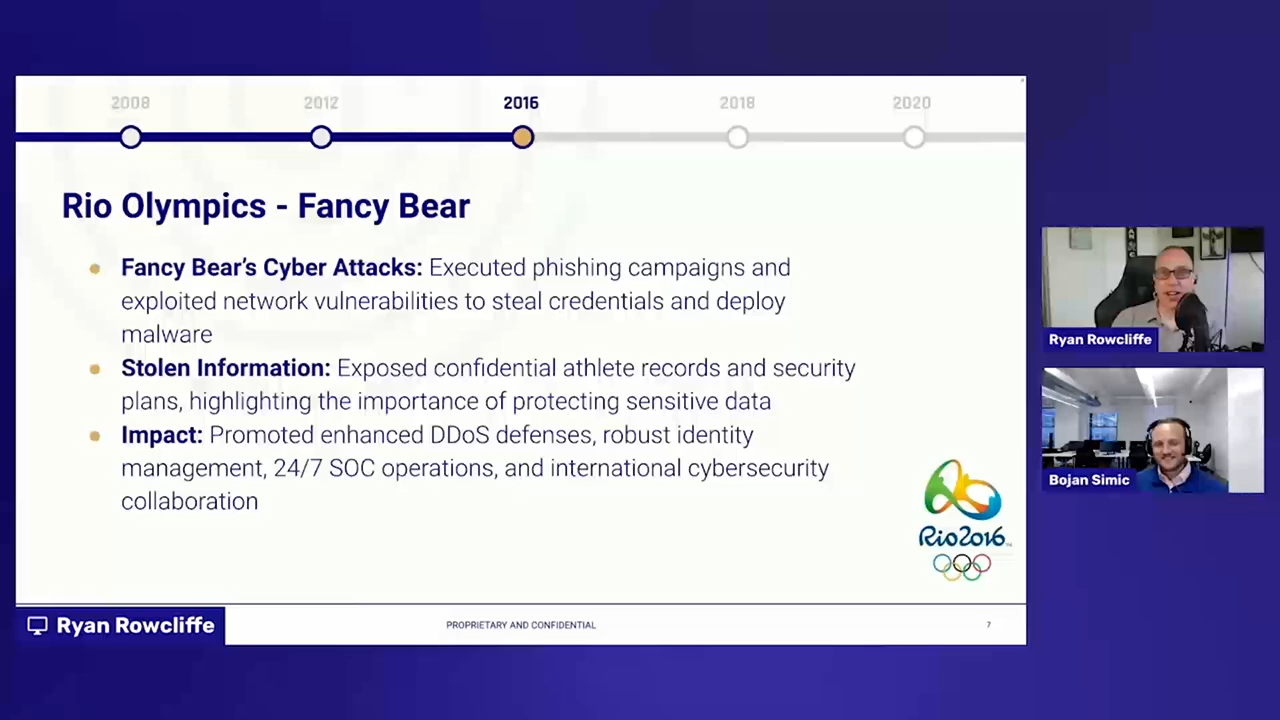 2008 2012 2016 2018 2020
Rio Olympics - Fancy Bear
Fancy Bear's Cyber Attacks: Executed phishing campaigns and
exploited network vulnerabilities to steal credentials and deploy
malware
Stolen Information: Exposed confidential athlete records and security
plans, highlighting the importance of protecting sensitive data
Impact: Promoted enhanced DDoS defenses, robust identity
management, 24/7 SOC operations, and international cybersecurity
collaboration
Rio2016
Ryan Rowcliffe
PROPRIETARY AND CONFIDENTIAL
7
Ryan Rowcliffe
Bojan Simic